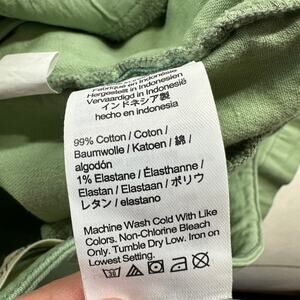 Fabriqué en Indonésie
Hergestellt in Indonesien
Vervaardigd in Indonesië
インドネシア製
hecho en indonesia
99% Cotton / Coton /
Baumwolle / Katoen / 綿 /
algodón
1% Elastane / Élasthanne /
Elastan / Elastaan / ポリウ
レタン / elastano
Machine Wash Cold With Like
Colors. Non-Chlorine Bleach
Only. Tumble Dry Low. Iron on
Lowest Setting.